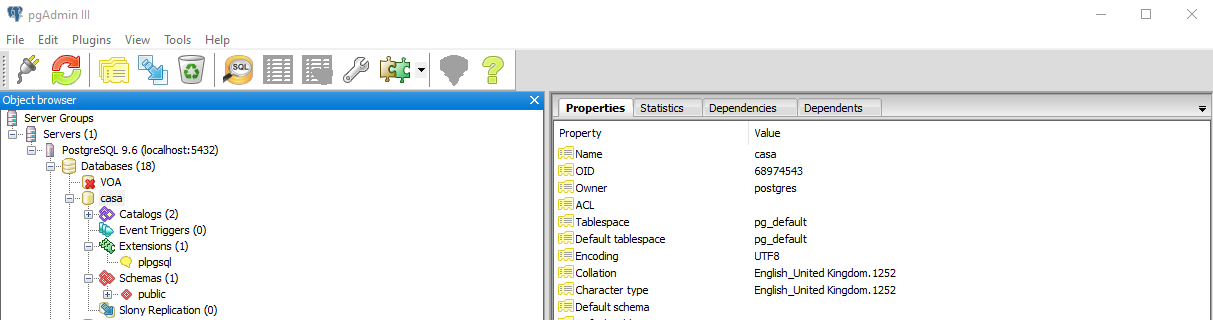 pgAdmin III
File Edit Plugins View Tools Help
SQL
Object browser
Server Groups
Servers (1)
PostgreSQL 9.6 (localhost:5432)
Databases (18)
VOA
casa
Catalogs (2)
Event Triggers (0)
Extensions (1)
plpgsql
Schemas (1)
public
Slony Replication (0)
Properties Statistics Dependencies Dependents
Property Value
Name casa
OID 68974543
Owner postgres
ACL
Tablespace pg_default
Default tablespace pg_default
Encoding UTF8
Collation English_United Kingdom.1252
Character type English_United Kingdom.1252
Default schema